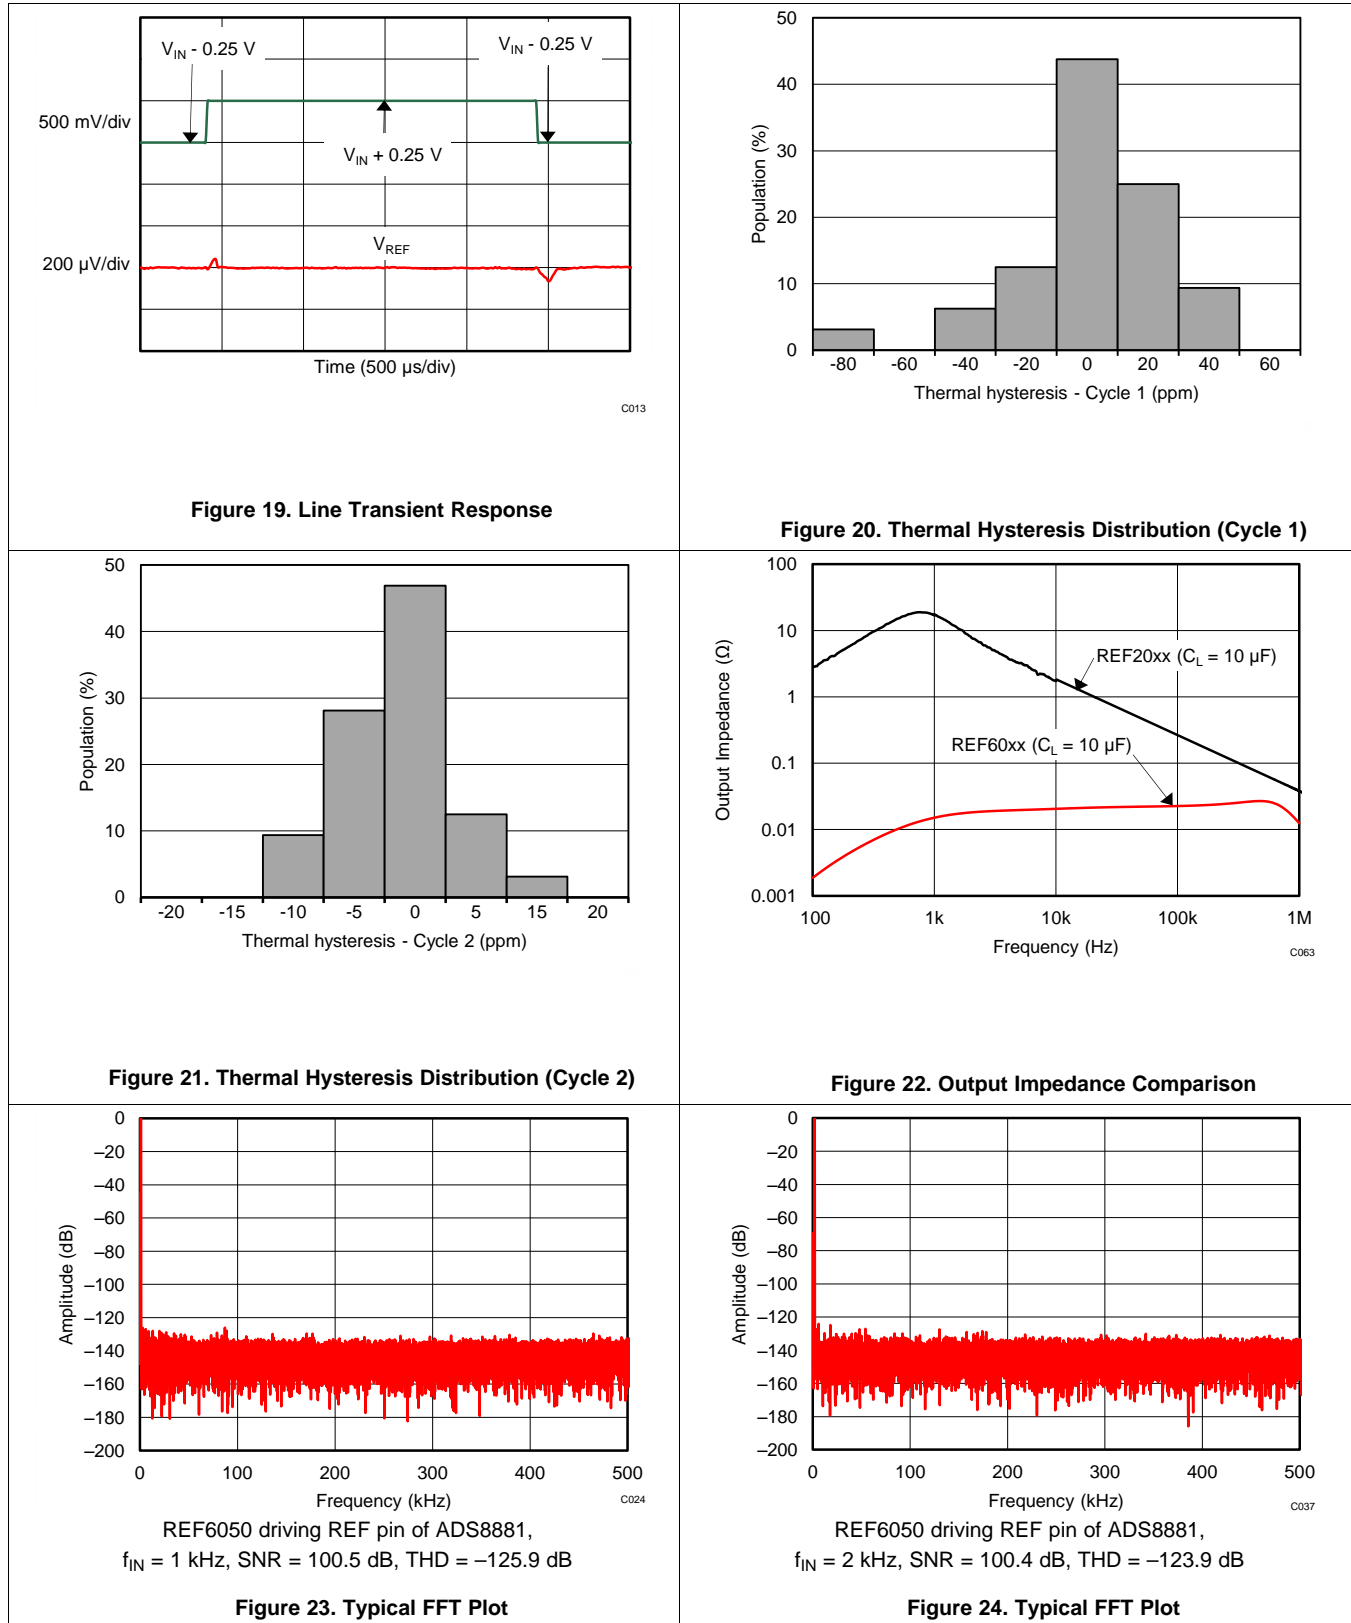 V_IN - 0.25 V
V_IN - 0.25 V
500 mV/div
V_IN + 0.25 V
V_REF
200 µV/div
Time (500 µs/div)
C013
Figure 19. Line Transient Response
50
40
30
20
10
0
Population (%)
-80 -60 -40 -20 0 20 40 60
Thermal hysteresis - Cycle 1 (ppm)
Figure 20. Thermal Hysteresis Distribution (Cycle 1)
50
40
30
20
10
0
Population (%)
-20 -15 -10 -5 0 5 15 20
Thermal hysteresis - Cycle 2 (ppm)
Figure 21. Thermal Hysteresis Distribution (Cycle 2)
100
10
1
0.1
0.01
0.001
Output Impedance (Ω)
REF20xx (C_L = 10 µF)
REF60xx (C_L = 10 µF)
100 1k 10k 100k 1M
Frequency (Hz)
C063
Figure 22. Output Impedance Comparison
0
–20
–40
–60
–80
–100
–120
–140
–160
–180
–200
Amplitude (dB)
0 100 200 300 400 500
Frequency (kHz)
C024
REF6050 driving REF pin of ADS8881,
f_IN = 1 kHz, SNR = 100.5 dB, THD = –125.9 dB
Figure 23. Typical FFT Plot
0
–20
–40
–60
–80
–100
–120
–140
–160
–180
–200
Amplitude (dB)
0 100 200 300 400 500
Frequency (kHz)
C037
REF6050 driving REF pin of ADS8881,
f_IN = 2 kHz, SNR = 100.4 dB, THD = –123.9 dB
Figure 24. Typical FFT Plot